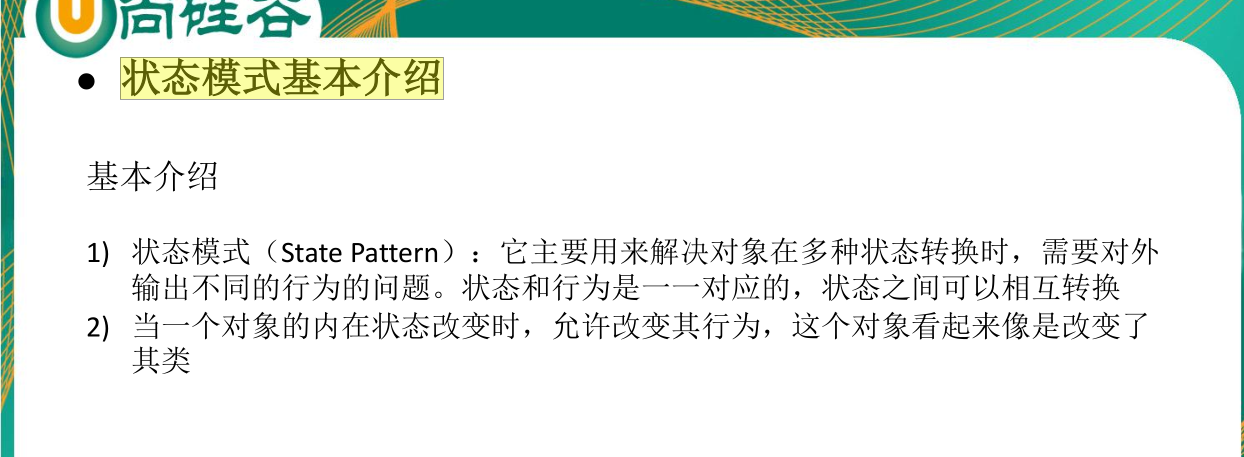 尚硅谷
● 状态模式基本介绍
基本介绍
1) 状态模式（State Pattern）：它主要用来解决对象在多种状态转换时，需要对外
输出不同的行为的问题。状态和行为是一一对应的，状态之间可以相互转换
2) 当一个对象的内在状态改变时，允许改变其行为，这个对象看起来像是改变了
其类